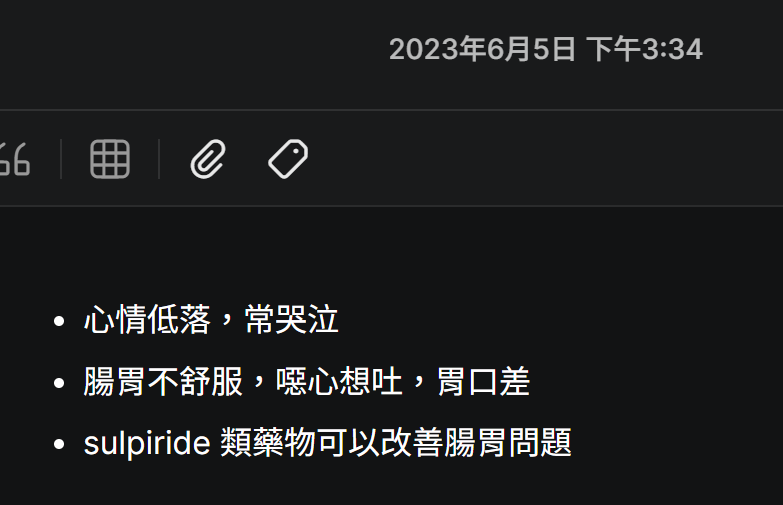 2023年6月5日 下午3:34
心情低落，常哭泣
腸胃不舒服，噁心想吐，胃口差
sulpiride 類藥物可以改善腸胃問題